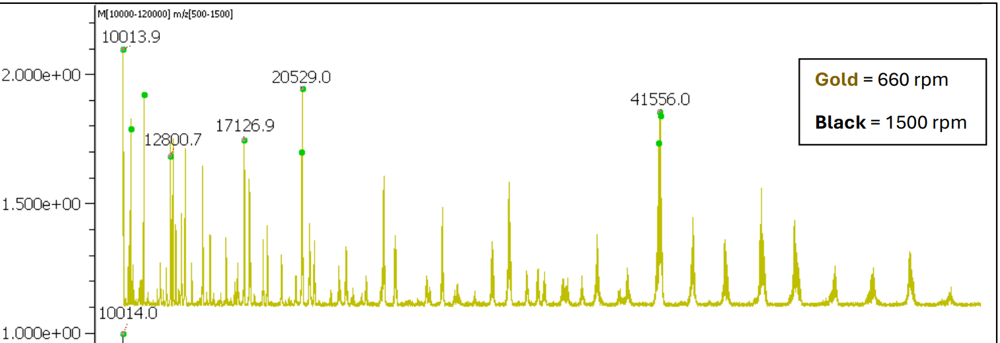 M[10000-120000] m/z[500-1500]
10013.9
2.000e+00
20529.0
Gold = 660 rpm
41556.0
17126.9
Black = 1500 rpm
12800.7
1.500e+00
10014.0
1.000e+00